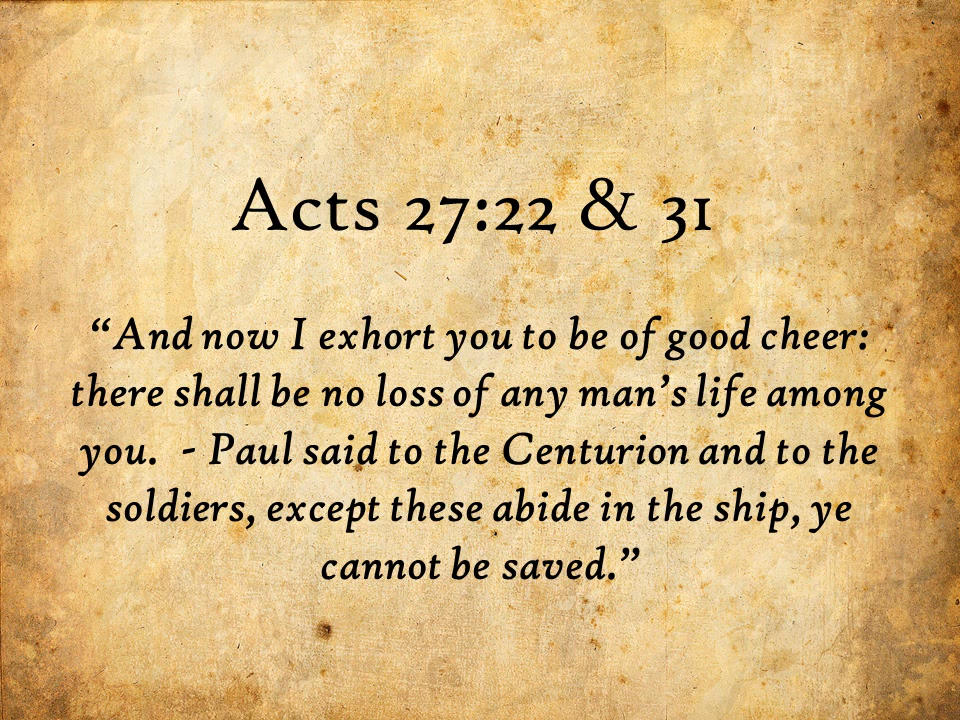 Acts 27:22 & 31
“And now I exhort you to be of good cheer:
there shall be no loss of any man’s life among
you.  - Paul said to the Centurion and to the
soldiers, except these abide in the ship, ye
cannot be saved.”